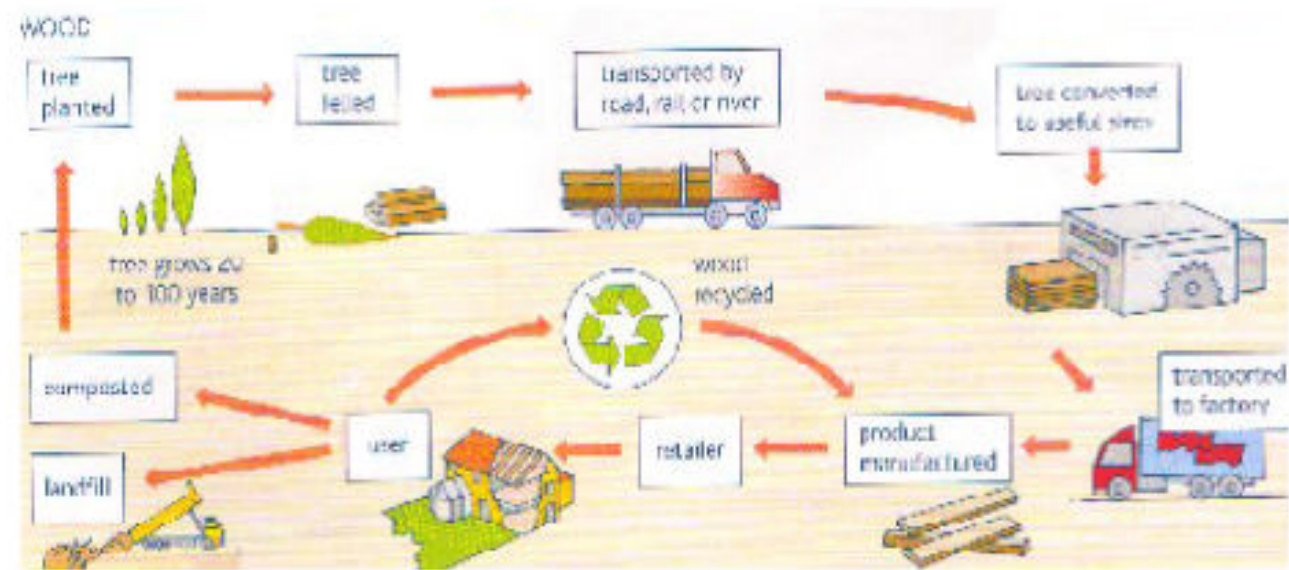 WOOD
tree
planted
tree
felled
transported by
road, rail or river
tree converted
to useful sizes
tree grows 20
to 100 years
wood
recycled
composted
transported
to factory
user
retailer
product
manufactured
landfill